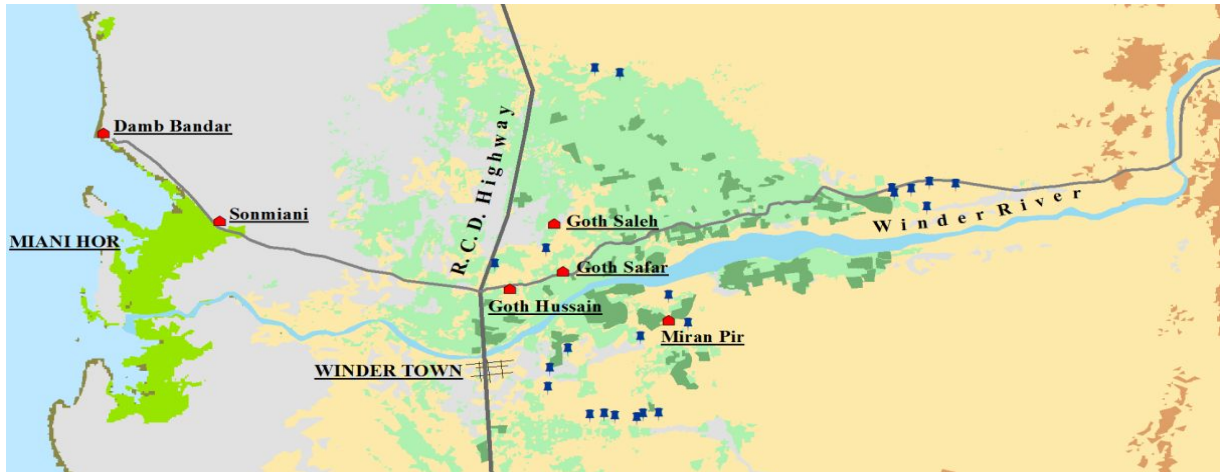 Damb Bandar
R. C. D. Highway
Sonmiani
Goth Saleh
Winder River
MIANI HOR
Goth Safar
Goth Hussain
Miran Pir
WINDER TOWN